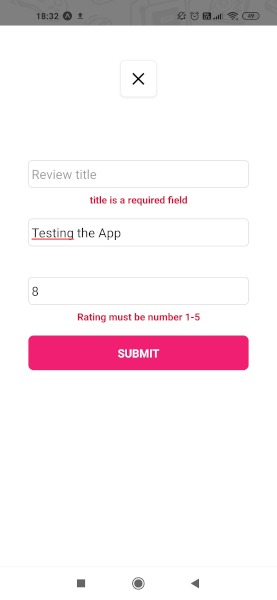 18:32
Review title
title is a required field
Testing the App
8
Rating must be number 1-5
SUBMIT